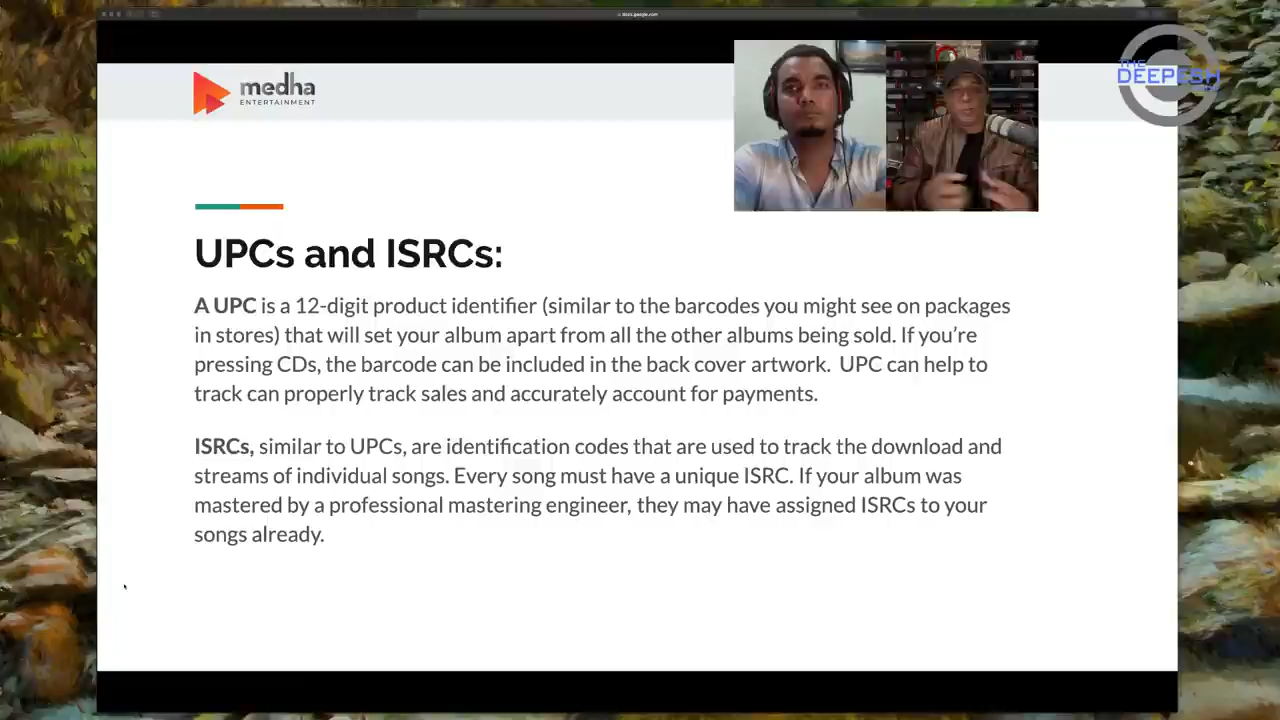 docs.google.com
medha
ENTERTAINMENT
THE
DEEPESH
UPCs and ISRCs:
A UPC is a 12-digit product identifier (similar to the barcodes you might see on packages
in stores) that will set your album apart from all the other albums being sold. If you’re
pressing CDs, the barcode can be included in the back cover artwork.  UPC can help to
track can properly track sales and accurately account for payments.
ISRCs, similar to UPCs, are identification codes that are used to track the download and
streams of individual songs. Every song must have a unique ISRC. If your album was
mastered by a professional mastering engineer, they may have assigned ISRCs to your
songs already.